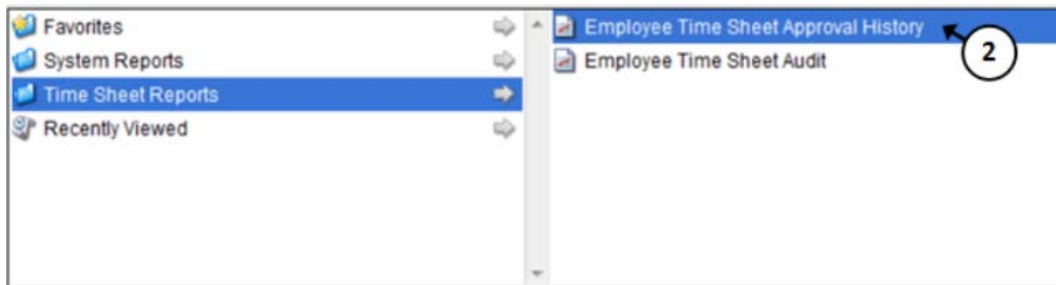 Favorites
System Reports
Time Sheet Reports
Recently Viewed
Employee Time Sheet Approval History
Employee Time Sheet Audit
2